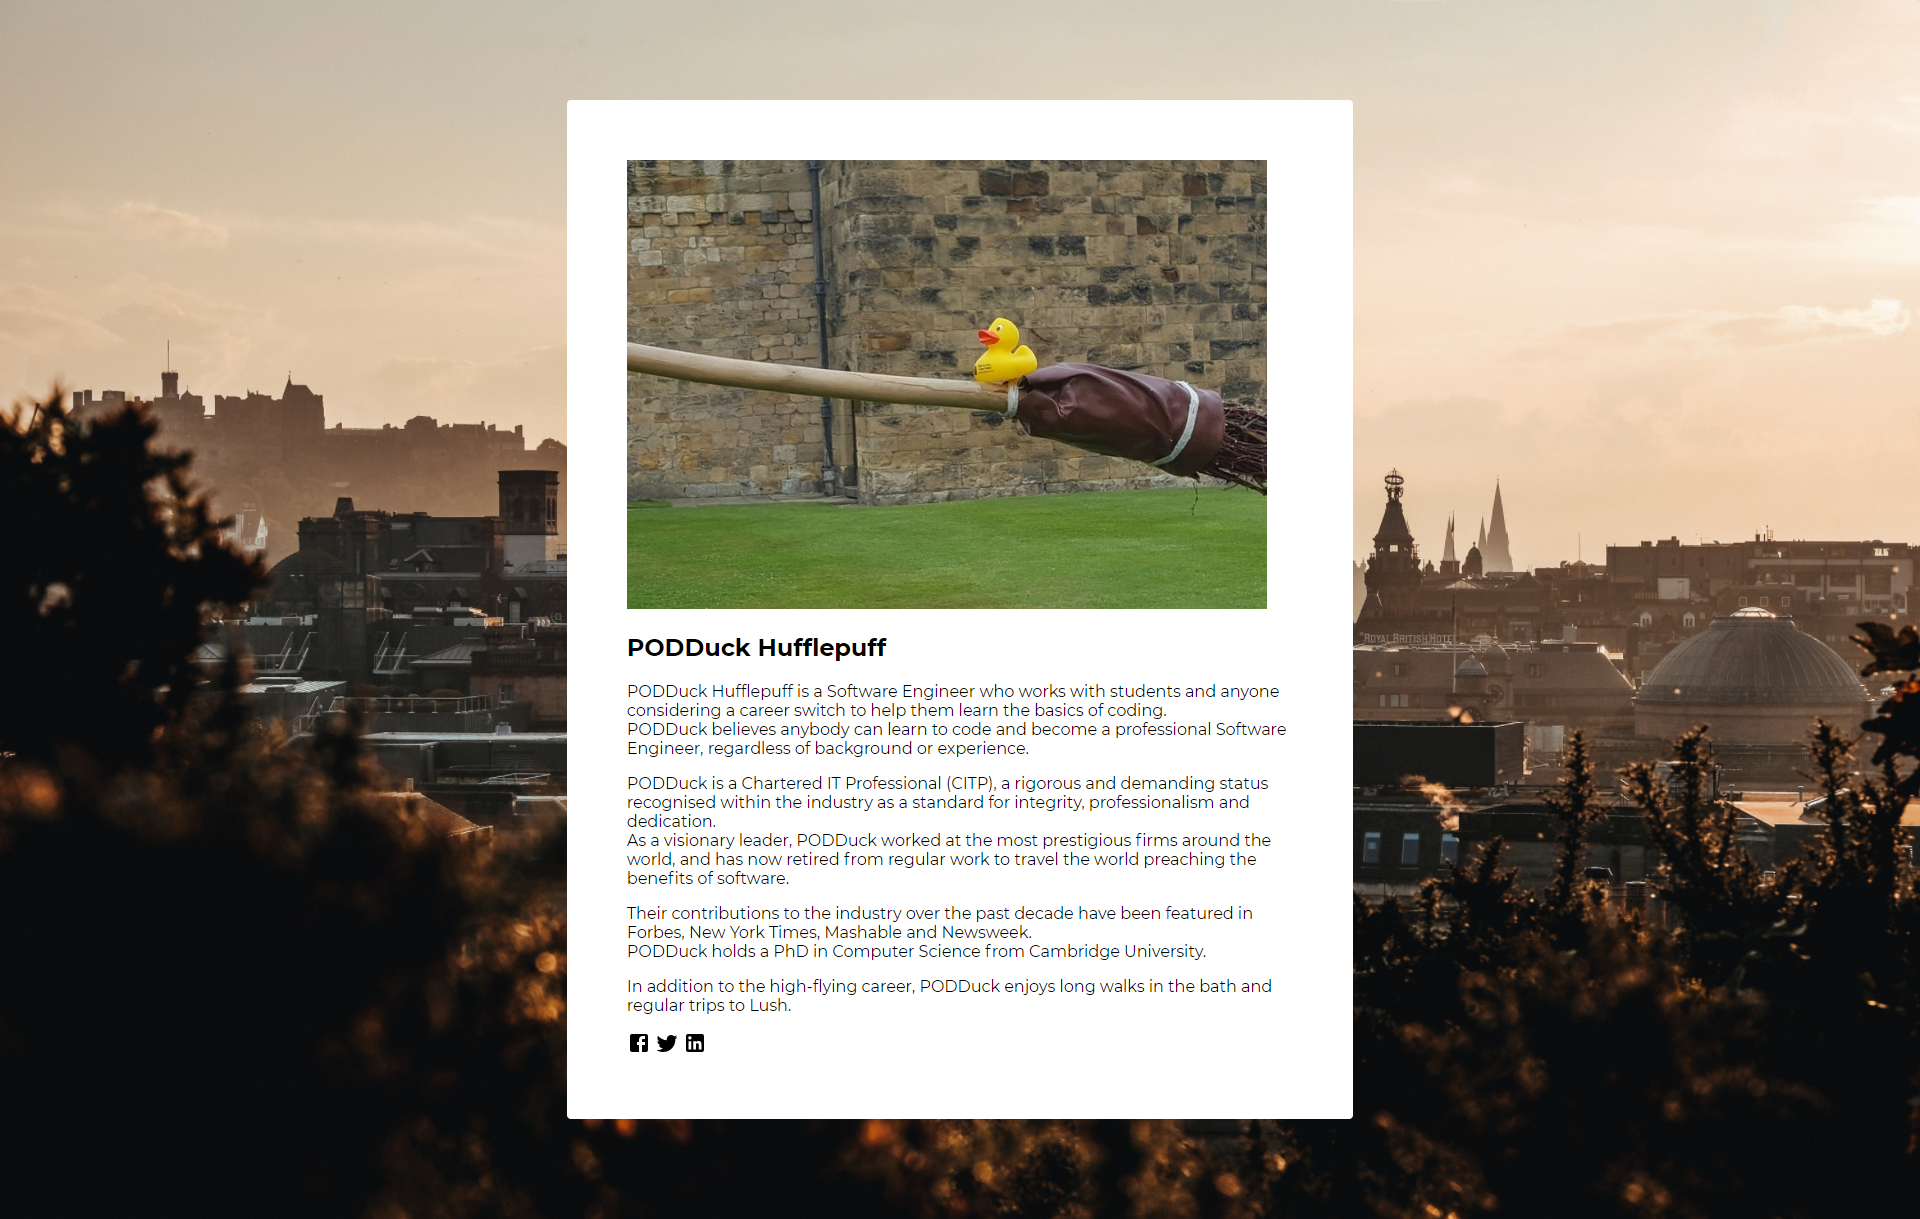 PODDuck Hufflepuff
PODDuck Hufflepuff is a Software Engineer who works with students and anyone
considering a career switch to help them learn the basics of coding.
PODDuck believes anybody can learn to code and become a professional Software
Engineer, regardless of background or experience.
PODDuck is a Chartered IT Professional (CITP), a rigorous and demanding status
recognised within the industry as a standard for integrity, professionalism and
dedication.
As a visionary leader, PODDuck worked at the most prestigious firms around the
world, and has now retired from regular work to travel the world preaching the
benefits of software.
Their contributions to the industry over the past decade have been featured in
Forbes, New York Times, Mashable and Newsweek.
PODDuck holds a PhD in Computer Science from Cambridge University.
In addition to the high-flying career, PODDuck enjoys long walks in the bath and
regular trips to Lush.
ROYAL BRITISH HOTEL